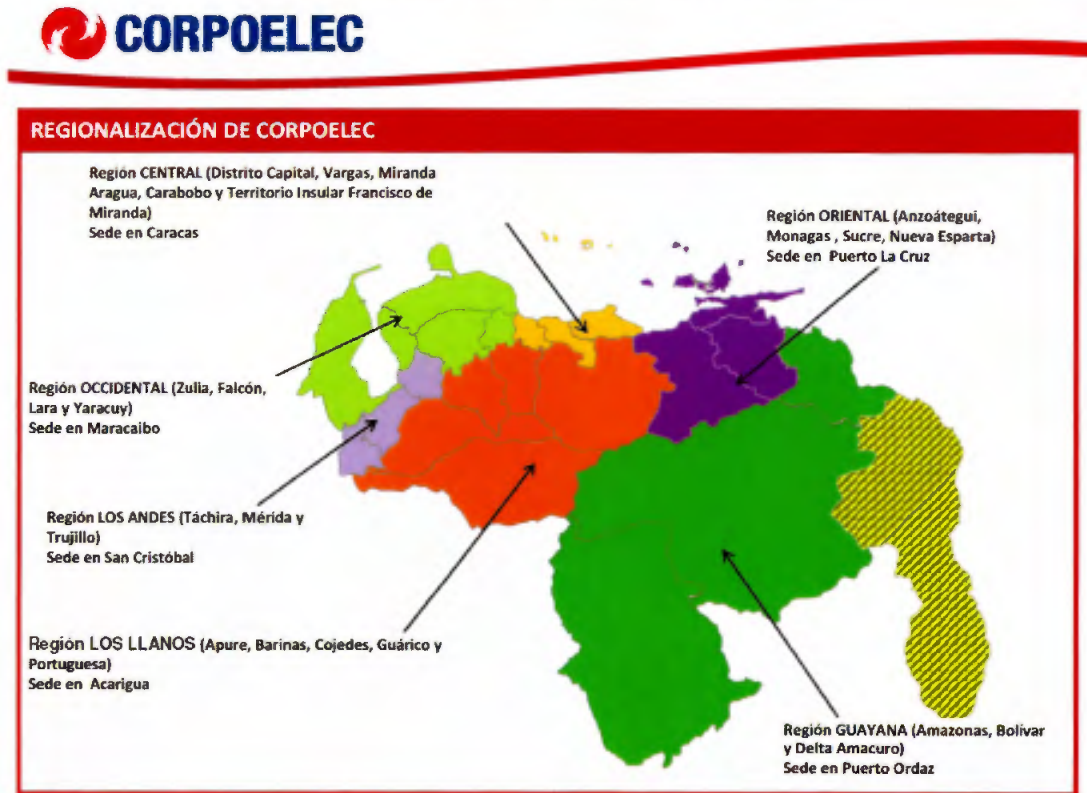 CORPOELEC
REGIONALIZACIÓN DE CORPOELEC
Región CENTRAL (Distrito Capital, Vargas, Miranda
Aragua, Carabobo y Territorio Insular Francisco de
Miranda)
Sede en Caracas
Región ORIENTAL (Anzoátegui,
Monagas , Sucre, Nueva Esparta)
Sede en Puerto La Cruz
Región OCCIDENTAL (Zulia, Falcón,
Lara y Yaracuy)
Sede en Maracaibo
Región LOS ANDES (Táchira, Mérida y
Trujillo)
Sede en San Cristóbal
Región LOS LLANOS (Apure, Barinas, Cojedes, Guárico y
Portuguesa)
Sede en Acarigua
Región GUAYANA (Amazonas, Bolívar
y Delta Amacuro)
Sede en Puerto Ordaz